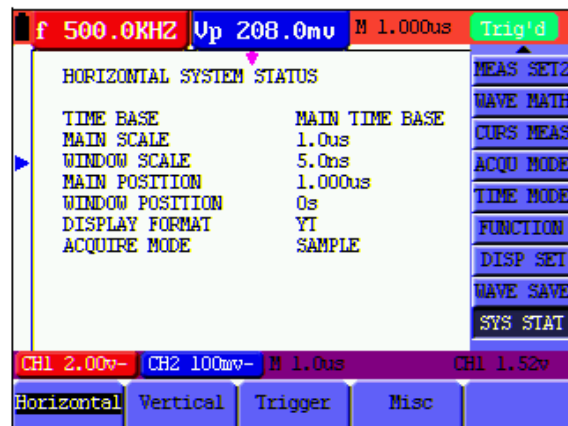 f 500.0KHZ Vp 208.0mv M 1.000us Trig'd
HORIZONTAL SYSTEM STATUS
TIME BASE MAIN TIME BASE
MAIN SCALE 1.0us
WINDOW SCALE 5.0ns
MAIN POSITION 1.000us
WINDOW POSITION 0s
DISPLAY FORMAT YT
ACQUIRE MODE SAMPLE
MEAS SET2
WAVE MATH
CURS MEAS
ACQU MODE
TIME MODE
FUNCTION
DISP SET
WAVE SAVE
SYS STAT
CH1 2.00v- CH2 100mv- M 1.0us CH1 1.52v
Horizontal Vertical Trigger Misc